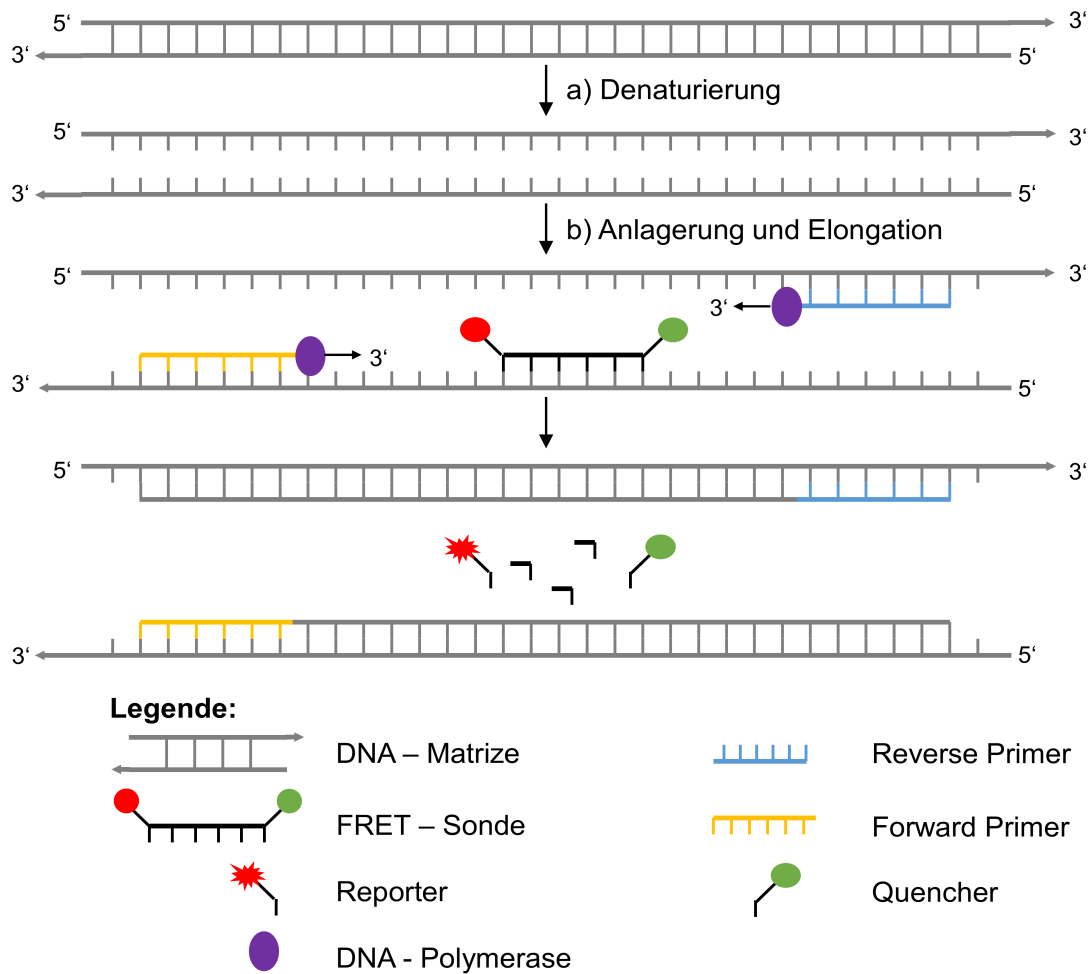 5‘ 3‘
3‘ 5‘
a) Denaturierung
5‘ 3‘
3‘ 5‘
b) Anlagerung und Elongation
5‘ 3‘
3‘
3‘
3‘ 5‘
5‘ 3‘
3‘ 5‘
Legende:
DNA – Matrize Reverse Primer
FRET – Sonde Forward Primer
Reporter Quencher
DNA - Polymerase